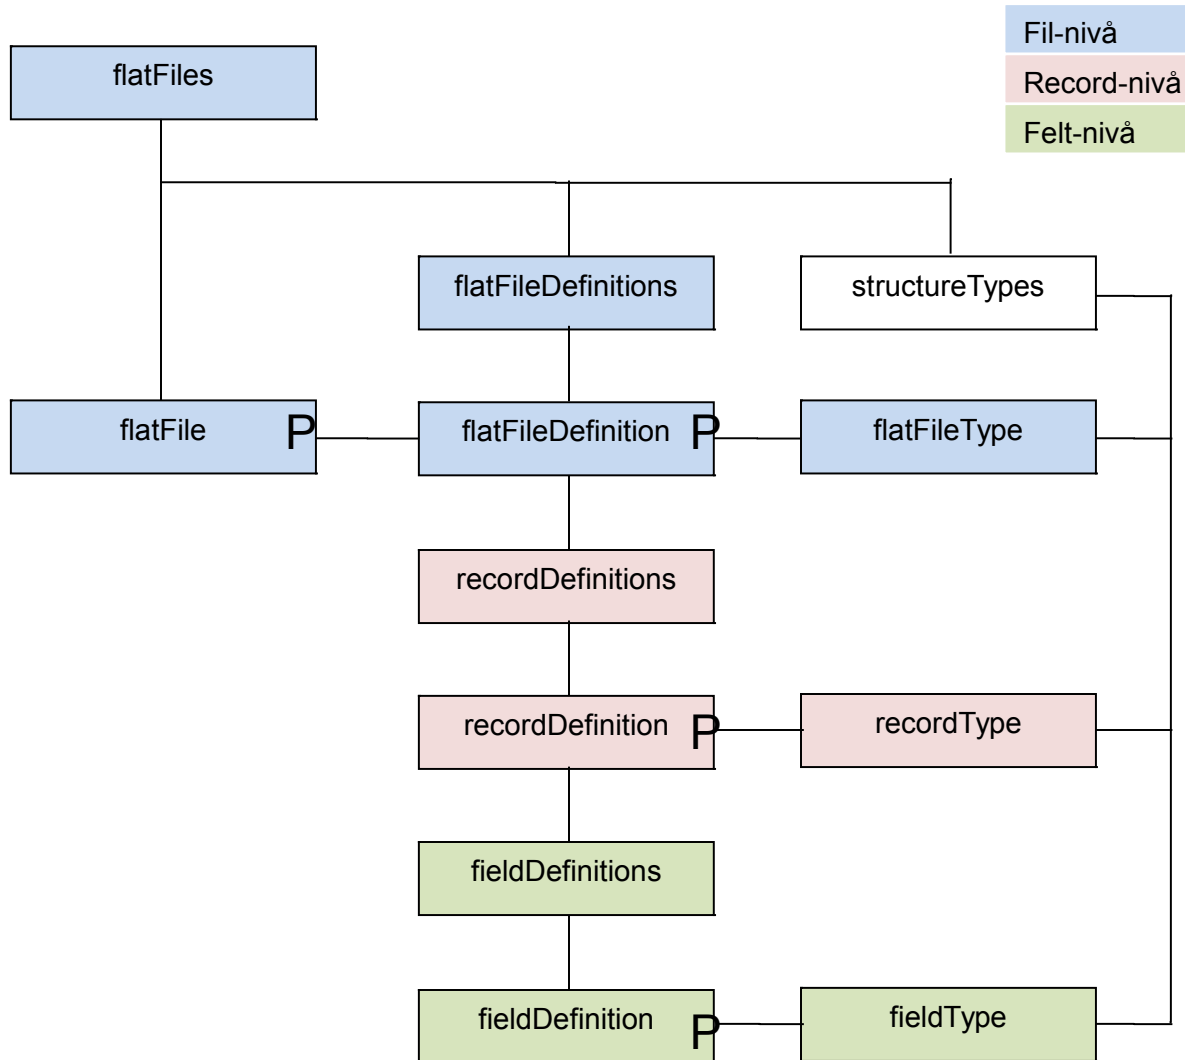 Fil-nivå
Record-nivå
Felt-nivå
flatFiles
flatFileDefinitions
structureTypes
flatFile P
flatFileDefinition P
flatFileType
recordDefinitions
recordDefinition P
recordType
fieldDefinitions
fieldDefinition P
fieldType